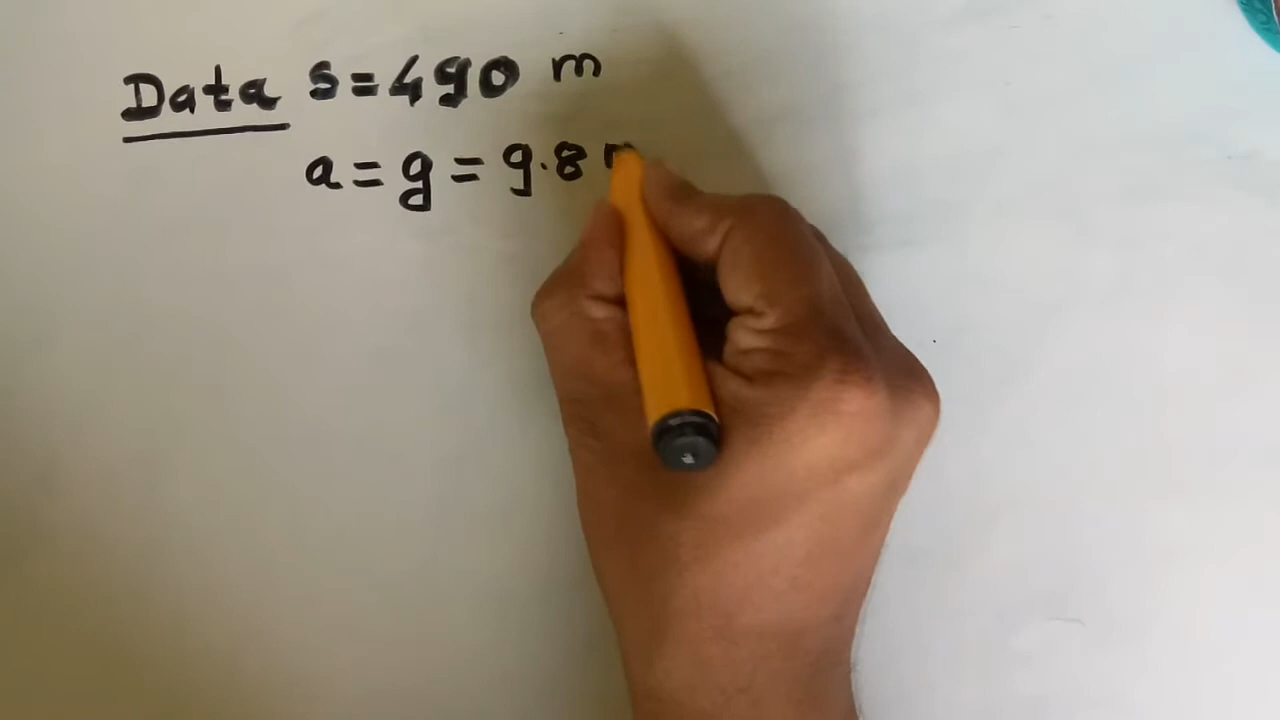 Data s = 490 m
a = g = 9.8 m